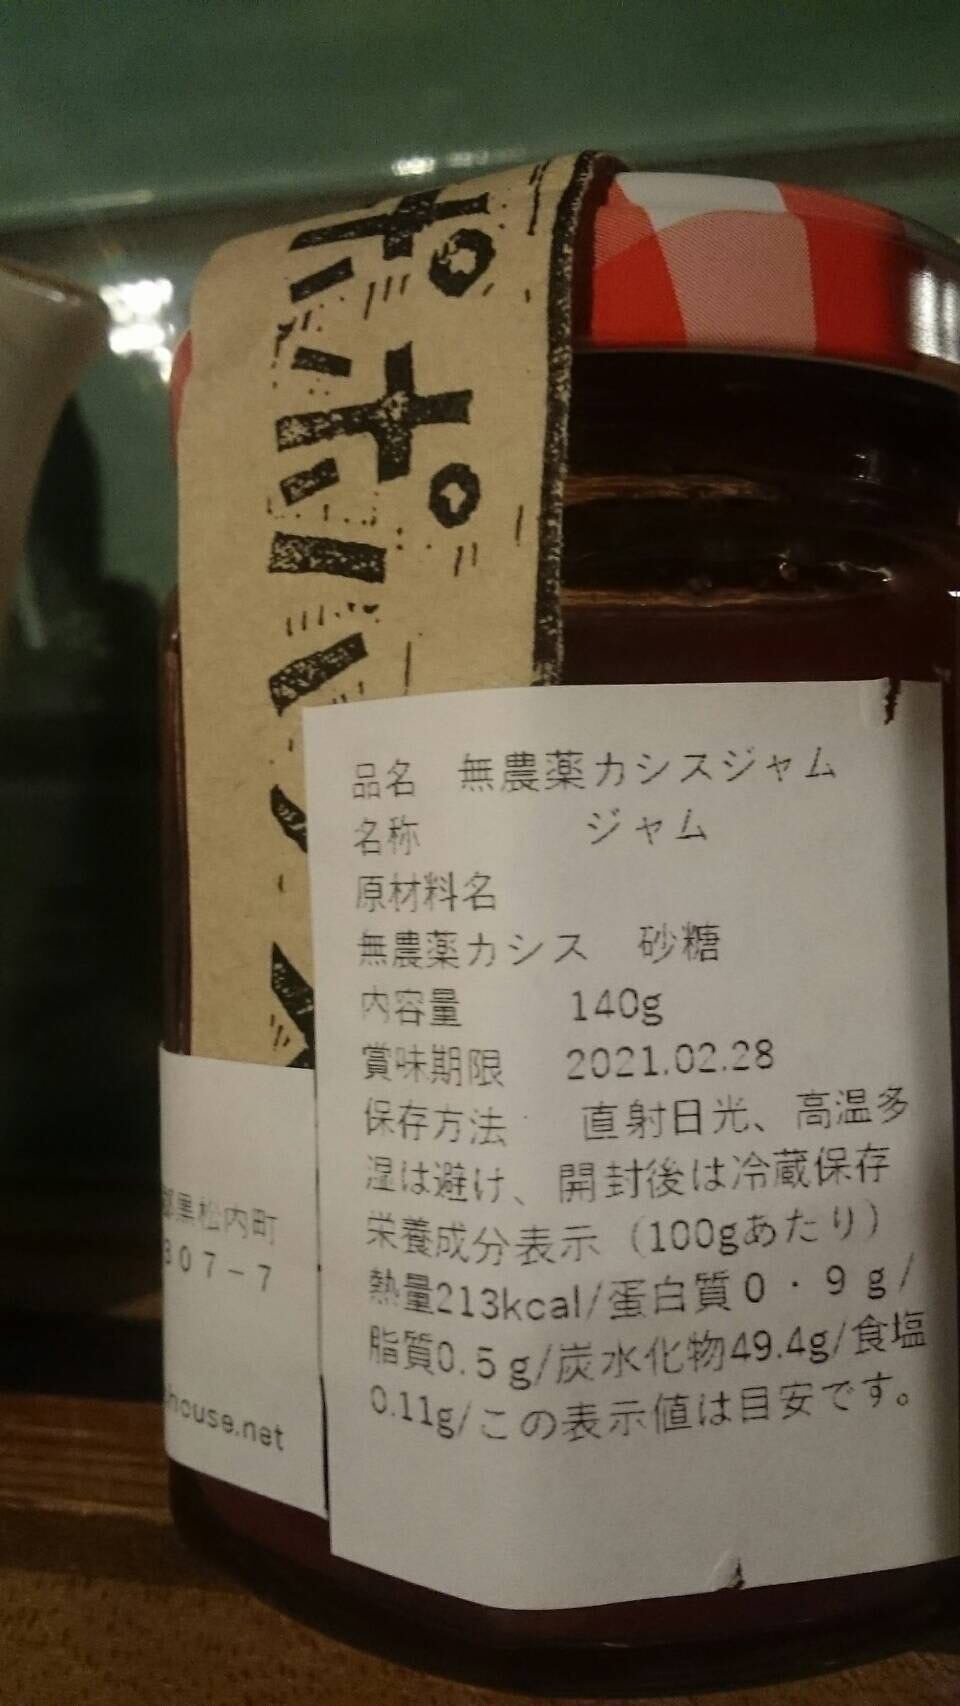 ポポハウス
品名 無農薬カシスジャム
名称 ジャム
原材料名
無農薬カシス 砂糖
内容量 140g
賞味期限 2021.02.28
保存方法 直射日光、高温多
湿は避け、開封後は冷蔵保存
栄養成分表示（100gあたり）
熱量213kcal/蛋白質０・９ｇ/
脂質0.５ｇ/炭水化物49.4g/食塩
0.11g/この表示値は目安です。
郡黒松内町
307－7
house.net